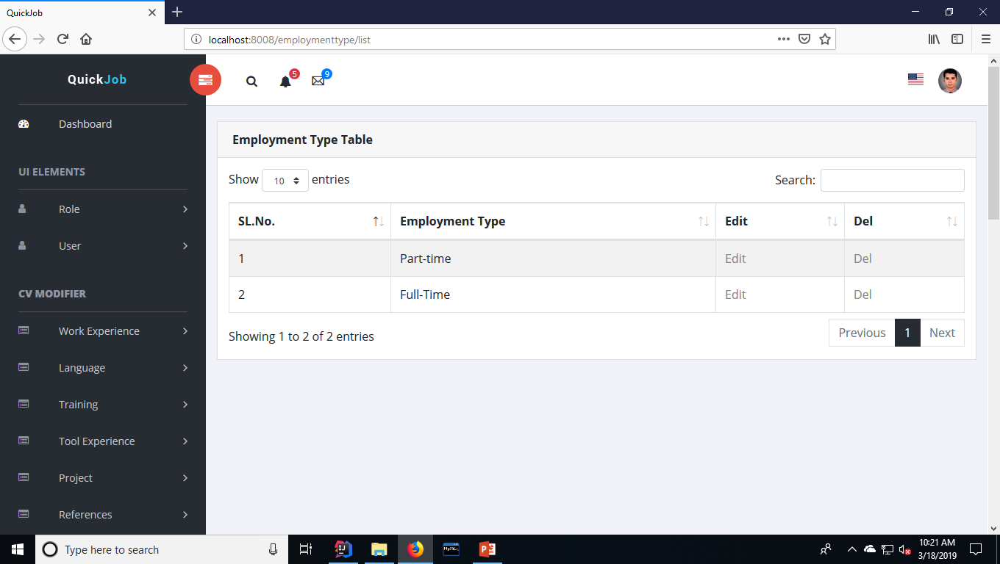 QuickJob
localhost:8008/employmenttype/list
QuickJob
5
9
Dashboard
UI ELEMENTS
Role
User
CV MODIFIER
Work Experience
Language
Training
Tool Experience
Project
References
Employment Type Table
Show 10 entries
Search:
SL.No. Employment Type Edit Del
1 Part-time Edit Del
2 Full-Time Edit Del
Showing 1 to 2 of 2 entries
Previous 1 Next
Type here to search
IJ
MySQL
P
10:21 AM
3/18/2019